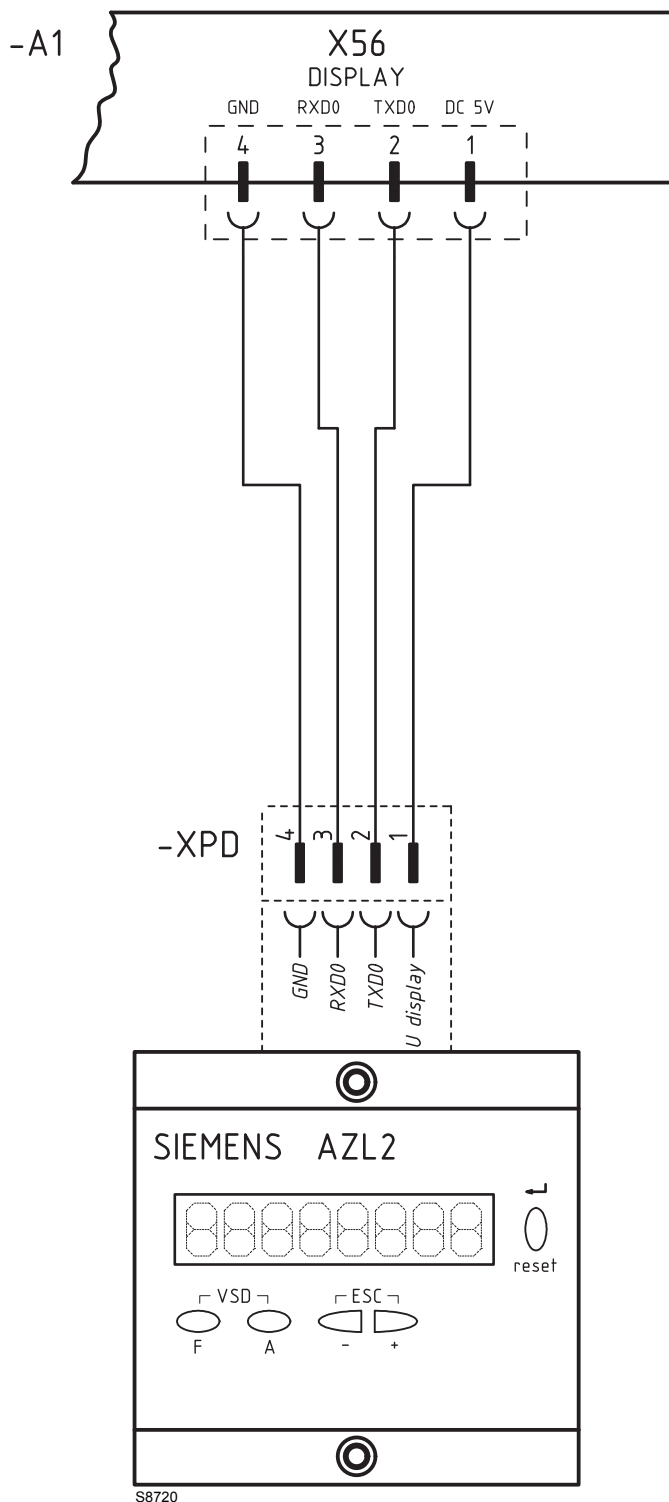 -A1
X56
DISPLAY
GND RXD0 TXD0 DC 5V
4 3 2 1
-XPD
4 3 2 1
GND RXD0 TXD0 U display
SIEMENS AZL2
reset
VSD ESC
F A - +
S8720